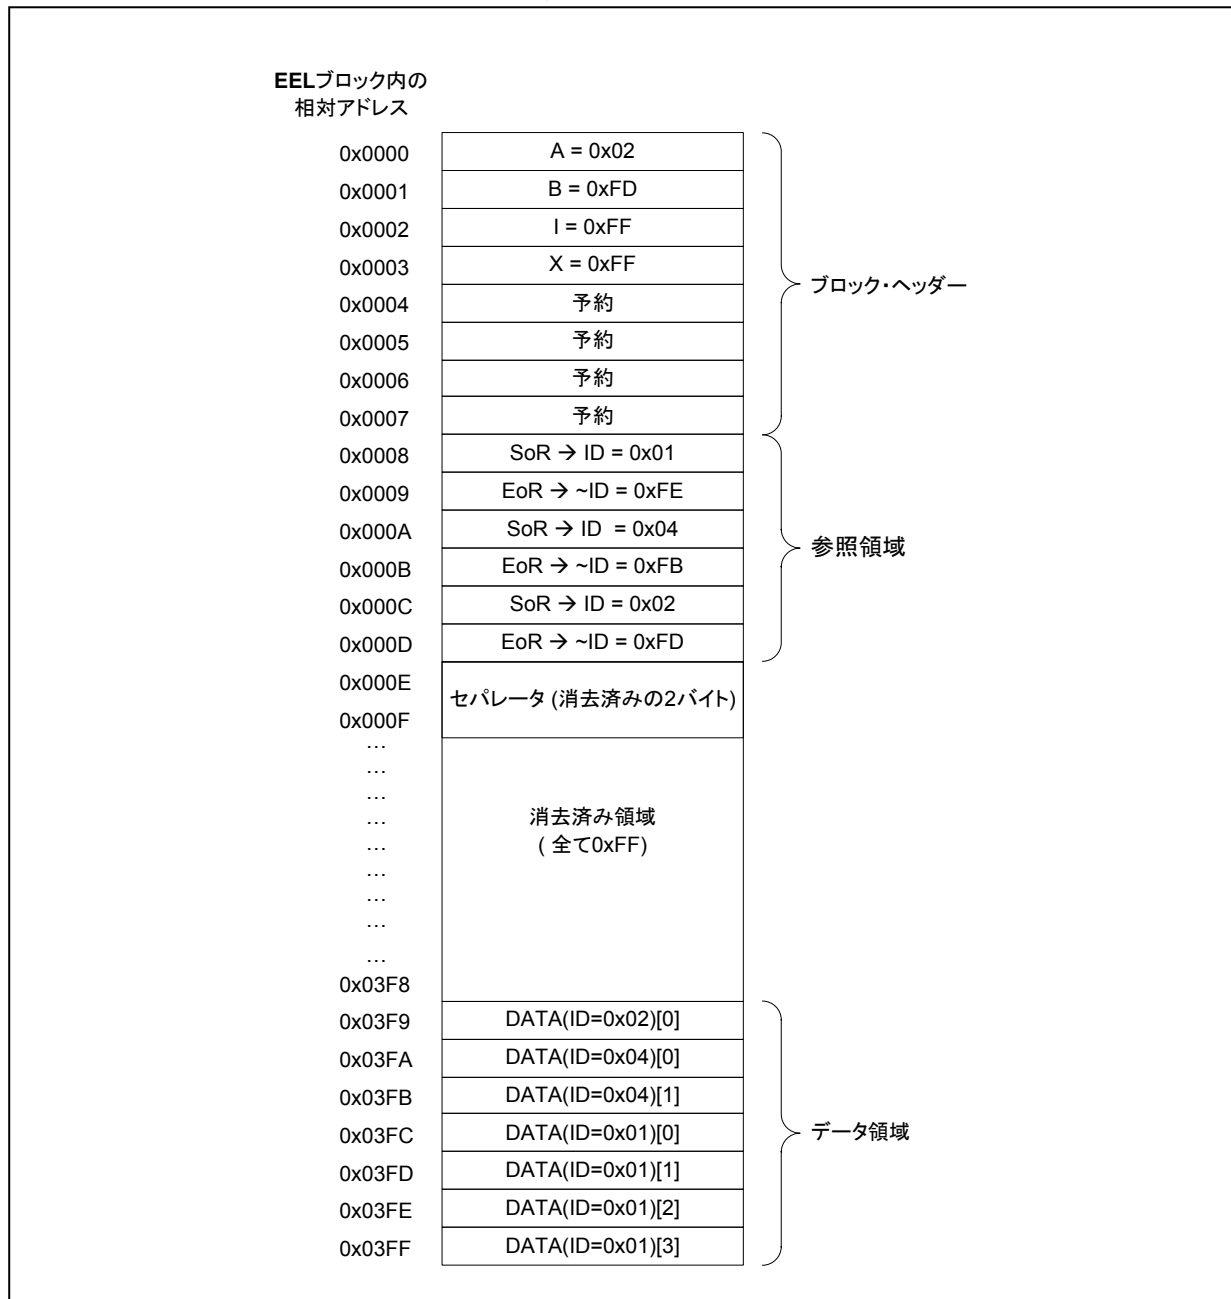 EELブロック内の
相対アドレス
0x0000 A = 0x02
0x0001 B = 0xFD
0x0002 I = 0xFF
0x0003 X = 0xFF
ブロック・ヘッダー
0x0004 予約
0x0005 予約
0x0006 予約
0x0007 予約
0x0008 SoR → ID = 0x01
0x0009 EoR → ~ID = 0xFE
0x000A SoR → ID = 0x04
参照領域
0x000B EoR → ~ID = 0xFB
0x000C SoR → ID = 0x02
0x000D EoR → ~ID = 0xFD
0x000E
セパレータ (消去済みの2バイト)
0x000F
…
…
…
…
消去済み領域
( 全て0xFF)
…
…
…
…
…
0x03F8
0x03F9 DATA(ID=0x02)[0]
0x03FA DATA(ID=0x04)[0]
0x03FB DATA(ID=0x04)[1]
0x03FC DATA(ID=0x01)[0]
データ領域
0x03FD DATA(ID=0x01)[1]
0x03FE DATA(ID=0x01)[2]
0x03FF DATA(ID=0x01)[3]